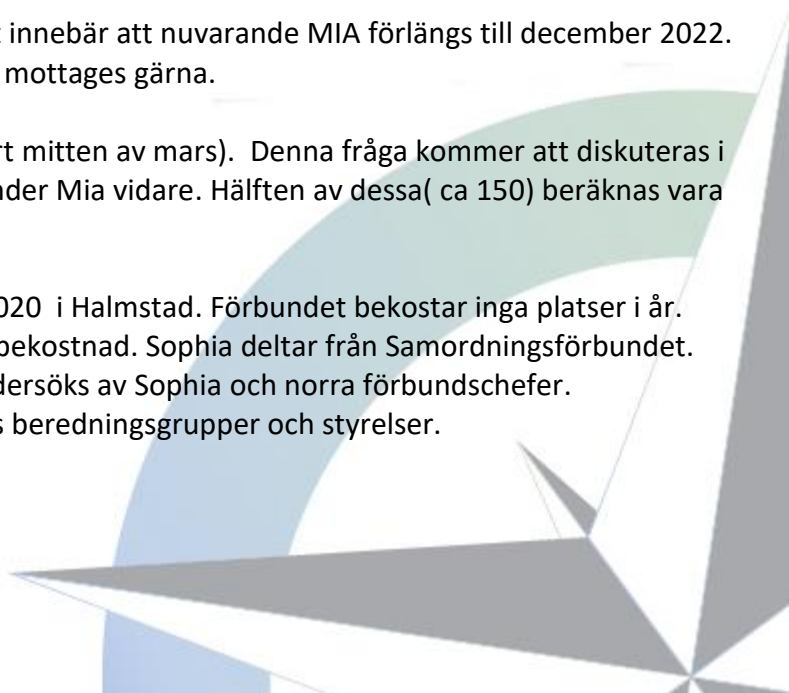 t innebär att nuvarande MIA förlängs till december 2022.
mottages gärna.
rt mitten av mars). Denna fråga kommer att diskuteras i
nder Mia vidare. Hälften av dessa( ca 150) beräknas vara
020 i Halmstad. Förbundet bekostar inga platser i år.
bekostnad. Sophia deltar från Samordningsförbundet.
dersöks av Sophia och norra förbundschefer.
s beredningsgrupper och styrelser.